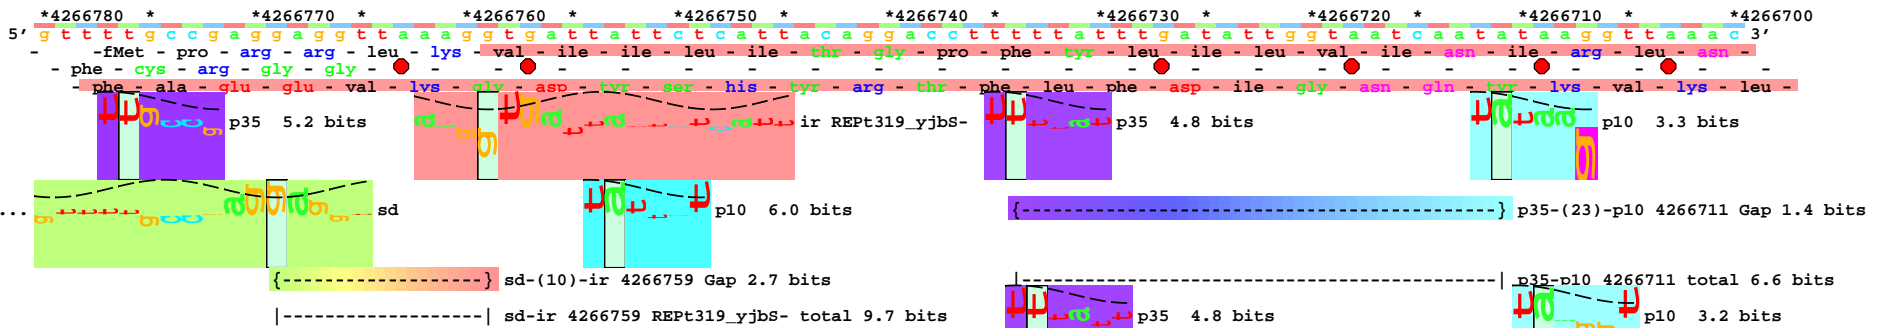 *4266780 * *4266770 * *4266760 * *4266750 * *4266740 * *4266730 * *4266720 * *4266710 * *4266700
5' g t t t t g c c g a g g a g g t t a a a g g t g a t t a t t c t c a t t a c a g g a c c t t t t t a t t t g a t a t t g g t a a t c a a t a t a a g g t t a a a c 3'
- -fMet - pro - arg - arg - leu - lys - val - ile - ile - leu - ile - thr - gly - pro - phe - tyr - leu - ile - leu - val - ile - asn - ile - arg - leu - asn -
- phe - cys - arg - gly - gly - - - - - - - - - - - - - - - - - - - - -
- phe - ala - glu - glu - val - lys - gly - asp - tyr - ser - his - tyr - arg - thr - phe - leu - phe - asp - ile - gly - asn - gln - tyr - lys - val - lys - leu -
p35 5.2 bits
ir REPt319_yjbS-
p35 4.8 bits
p10 3.3 bits
... sd
p10 6.0 bits
{-----------------------} p35-(23)-p10 4266711 Gap 1.4 bits
{----------} sd-(10)-ir 4266759 Gap 2.7 bits
|-----------------------| p35-p10 4266711 total 6.6 bits
|----------| sd-ir 4266759 REPt319_yjbS- total 9.7 bits
p35 4.8 bits
p10 3.2 bits